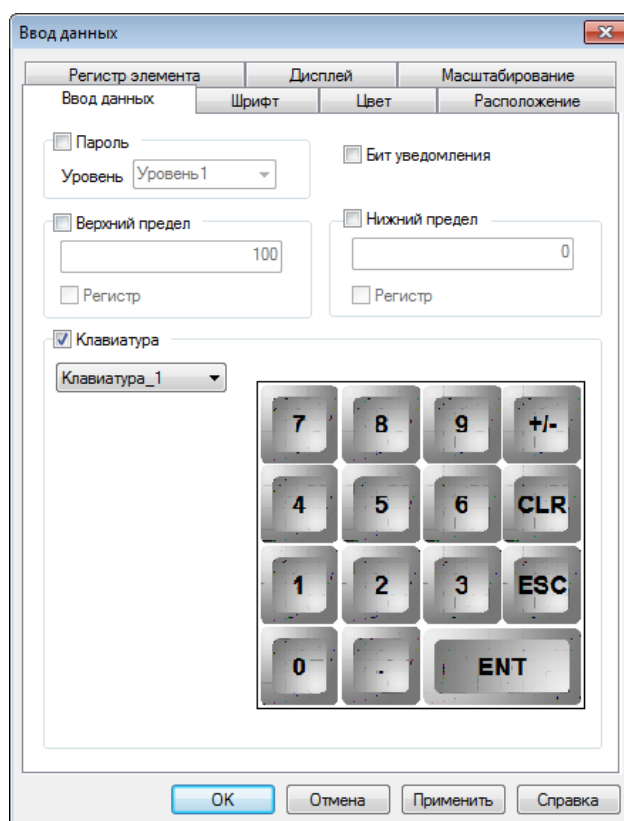 Ввод данных
Регистр элемента Дисплей Масштабирование
Ввод данных Шрифт Цвет Расположение
Пароль
Бит уведомления
Уровень Уровень1
Верхний предел Нижний предел
100 0
Регистр Регистр
Клавиатура
Клавиатура_1
7 8 9 +/-
4 5 6 CLR
1 2 3 ESC
0 . ENT
OK Отмена Применить Справка